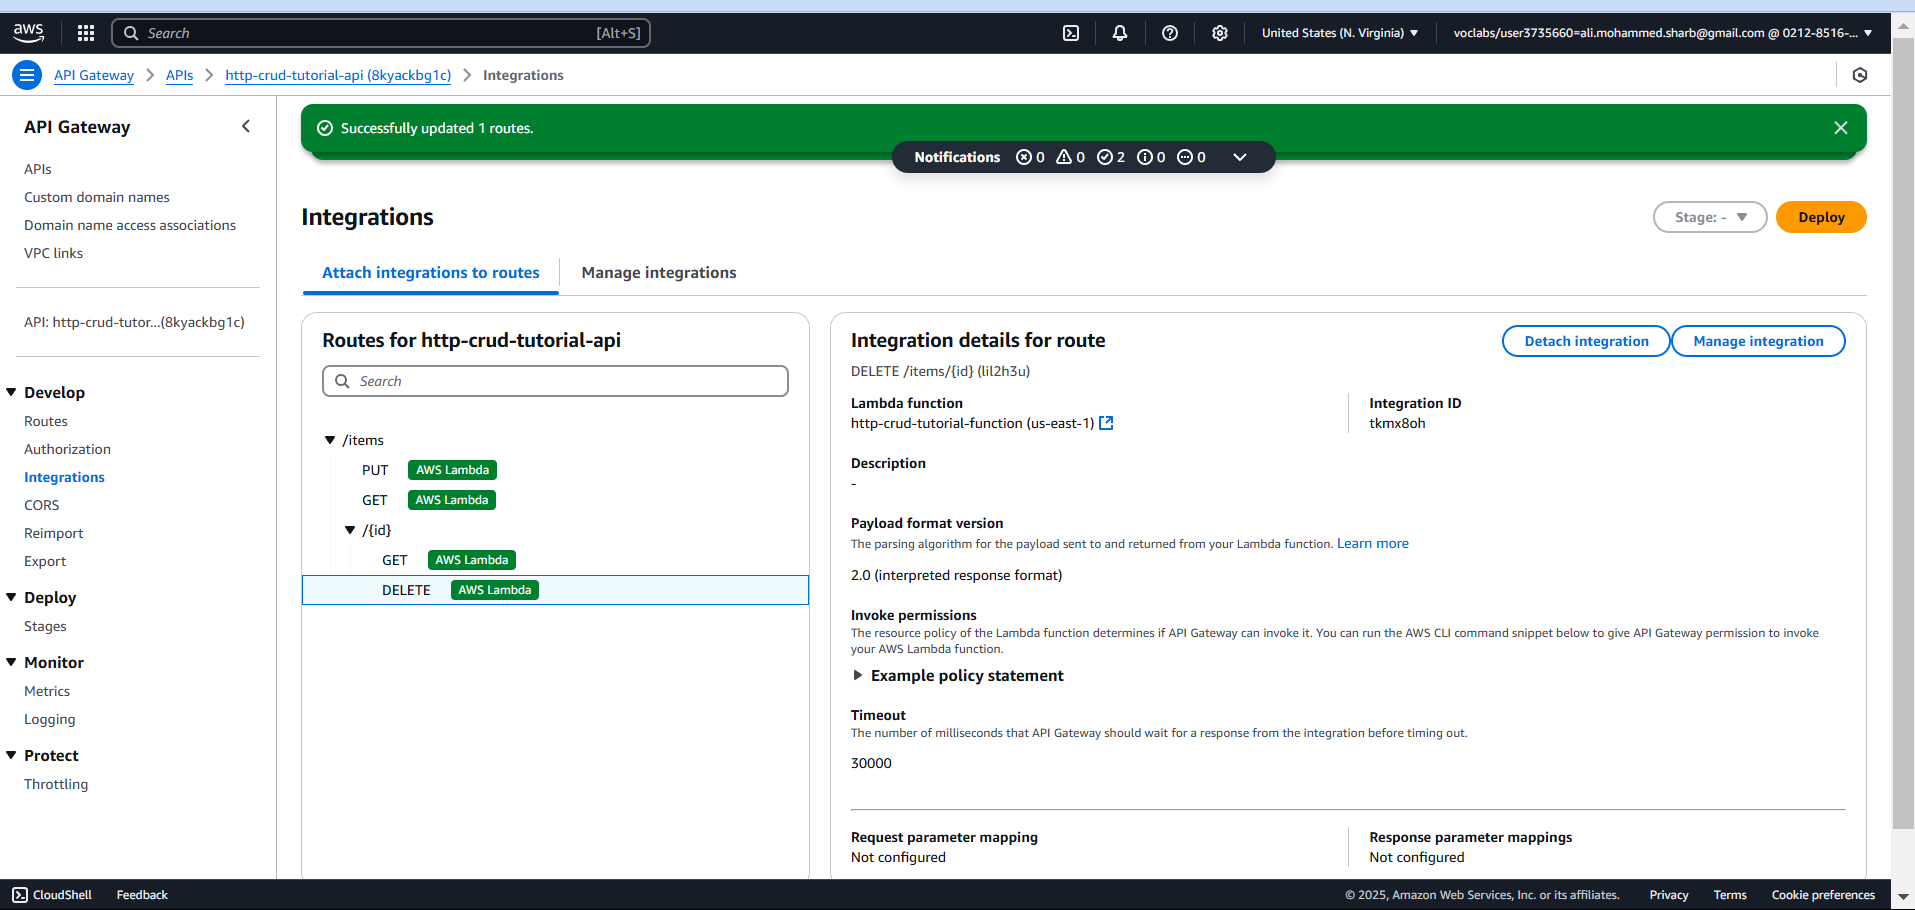 aws Search [Alt+S] United States (N. Virginia) voclabs/user3735660=ali.mohammed.sharb@gmail.com @ 0212-8516-...
API Gateway APIs http-crud-tutorial-api (8kyackbg1c) Integrations
API Gateway
APIs
Custom domain names
Domain name access associations
VPC links
API: http-crud-tutor...(8kyackbg1c)
Develop
Routes
Authorization
Integrations
CORS
Reimport
Export
Deploy
Stages
Monitor
Metrics
Logging
Protect
Throttling
Successfully updated 1 routes.
Notifications 0 0 2 0 0
Integrations
Stage: - Deploy
Attach integrations to routes Manage integrations
Routes for http-crud-tutorial-api
Search
/items
PUT AWS Lambda
GET AWS Lambda
/{id}
GET AWS Lambda
DELETE AWS Lambda
Integration details for route
Detach integration Manage integration
DELETE /items/{id} (lil2h3u)
Lambda function
http-crud-tutorial-function (us-east-1)
Integration ID
tkmx8oh
Description
-
Payload format version
The parsing algorithm for the payload sent to and returned from your Lambda function. Learn more
2.0 (interpreted response format)
Invoke permissions
The resource policy of the Lambda function determines if API Gateway can invoke it. You can run the AWS CLI command snippet below to give API Gateway permission to invoke
your AWS Lambda function.
Example policy statement
Timeout
The number of milliseconds that API Gateway should wait for a response from the integration before timing out.
30000
Request parameter mapping
Not configured
Response parameter mappings
Not configured
CloudShell Feedback © 2025, Amazon Web Services, Inc. or its affiliates. Privacy Terms Cookie preferences